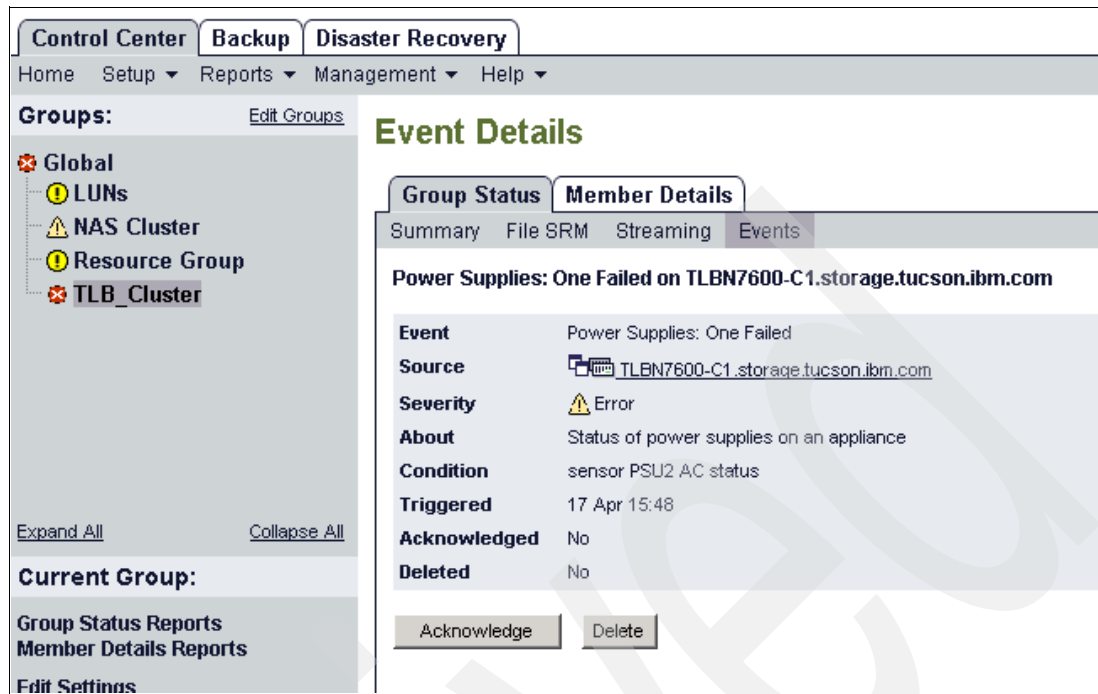 Control Center Backup Disaster Recovery
Home Setup Reports Management Help
Groups: Edit Groups
Global
LUNs
NAS Cluster
Resource Group
TLB_Cluster
Expand All Collapse All
Current Group:
Group Status Reports
Member Details Reports
Edit Settings
Event Details
Group Status Member Details
Summary File SRM Streaming Events
Power Supplies: One Failed on TLBN7600-C1.storage.tucson.ibm.com
Event Power Supplies: One Failed
Source TLBN7600-C1.storage.tucson.ibm.com
Severity Error
About Status of power supplies on an appliance
Condition sensor PSU2 AC status
Triggered 17 Apr 15:48
Acknowledged No
Deleted No
Acknowledge Delete